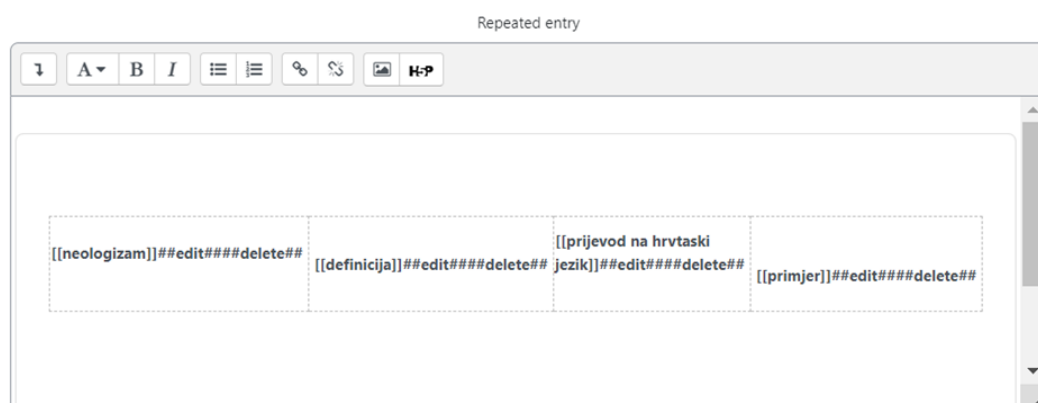 Repeated entry
A B I H-P
[[neologizam]]##edit####delete##
[[definicija]]##edit####delete##
[[prijevod na hrvtaski
jezik]]##edit####delete##
[[primjer]]##edit####delete##